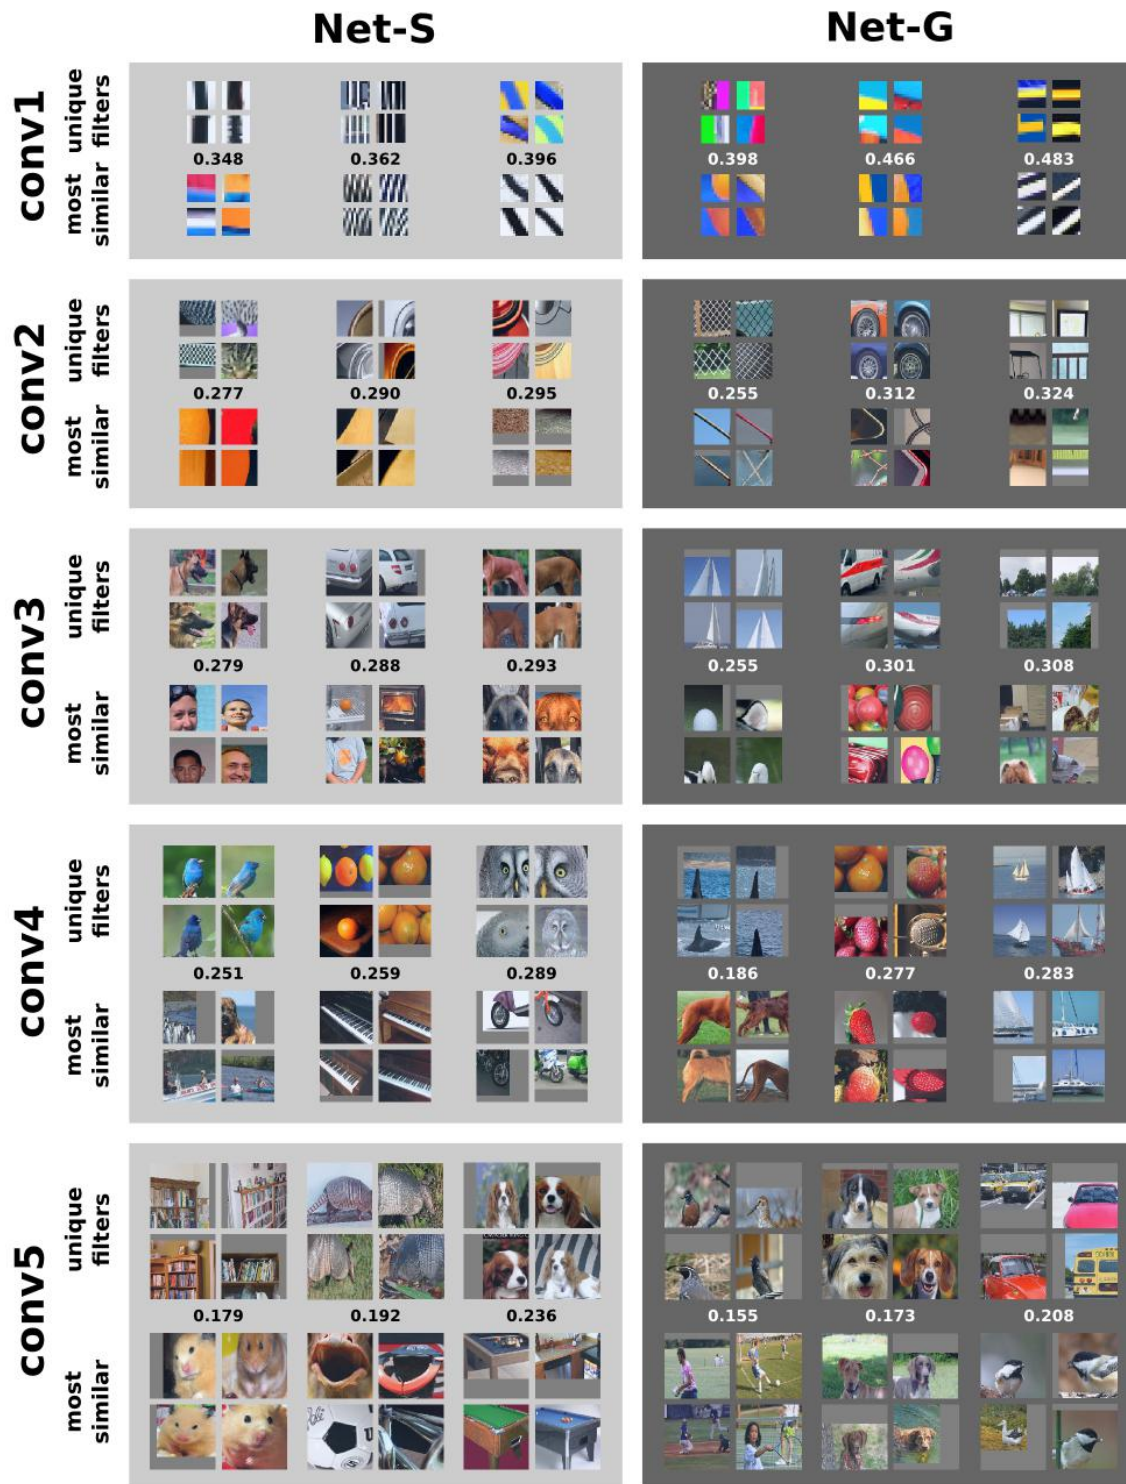 Net-S
Net-G
conv1
unique
filters
0.348 0.362 0.396
0.398 0.466 0.483
most
similar
conv2
unique
filters
0.277 0.290 0.295
0.255 0.312 0.324
most
similar
conv3
unique
filters
0.279 0.288 0.293
0.255 0.301 0.308
most
similar
conv4
unique
filters
0.251 0.259 0.289
0.186 0.277 0.283
most
similar
conv5
unique
filters
0.179 0.192 0.236
0.155 0.173 0.208
most
similar